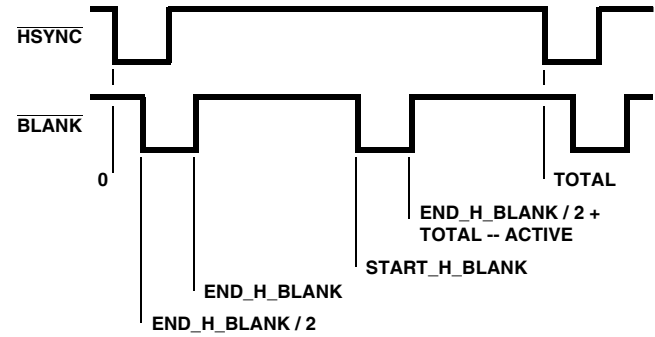 HSYNC
BLANK
0
TOTAL
END_H_BLANK / 2 +
TOTAL -- ACTIVE
START_H_BLANK
END_H_BLANK
END_H_BLANK / 2